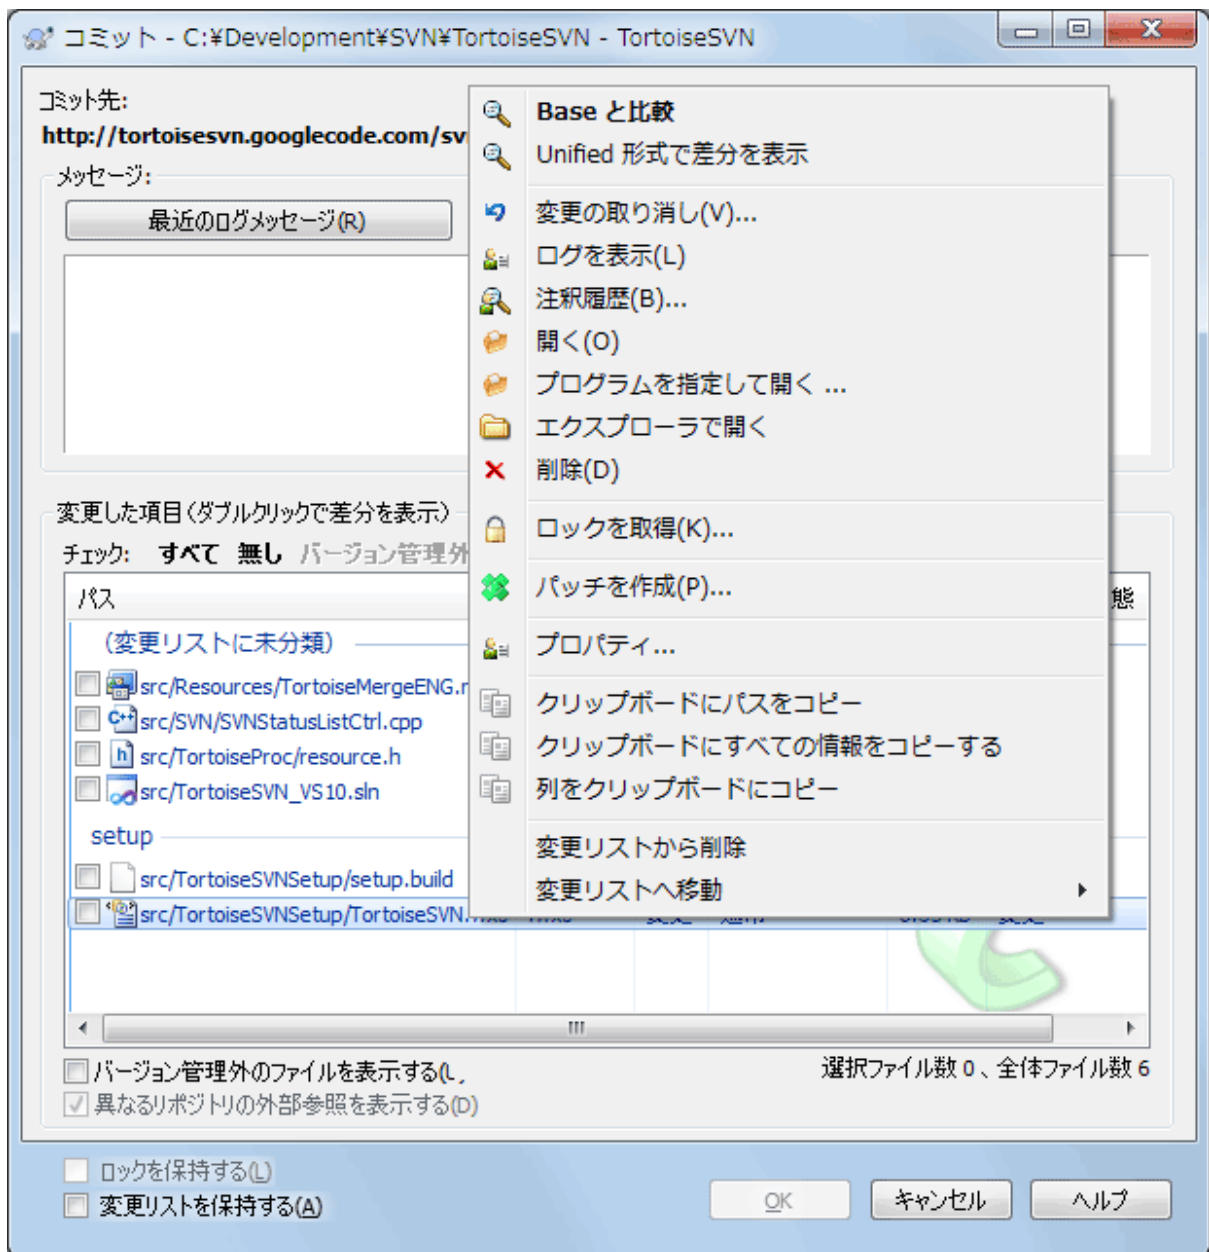 コミット - C:¥Development¥SVN¥TortoiseSVN - TortoiseSVN
コミット先:
http://tortoisesvn.googlecode.com/sv
メッセージ:
最近のログメッセージ(R)
Base と比較
Unified 形式で差分を表示
変更の取り消し(V)...
ログを表示(L)
注釈履歴(B)...
開く(O)
プログラムを指定して開く ...
エクスプローラで開く
削除(D)
ロックを取得(K)...
パッチを作成(P)...
プロパティ...
クリップボードにパスをコピー
クリップボードにすべての情報をコピーする
列をクリップボードにコピー
変更リストから削除
変更リストへ移動
変更した項目(ダブルクリックで差分を表示)
チェック: すべて 無し バージョン管理外
パス 態
(変更リストに未分類)
src/Resources/TortoiseMergeENG.r
src/SVN/SVNStatusListCtrl.cpp
src/TortoiseProc/resource.h
src/TortoiseSVN_VS10.sln
setup
src/TortoiseSVNSetup/setup.build
src/TortoiseSVNSetup/TortoiseSVN.
バージョン管理外のファイルを表示する(
選択ファイル数 0、全体ファイル数 6
異なるリポジトリの外部参照を表示する(D)
ロックを保持する(L)
変更リストを保持する(A)
OK キャンセル ヘルプ